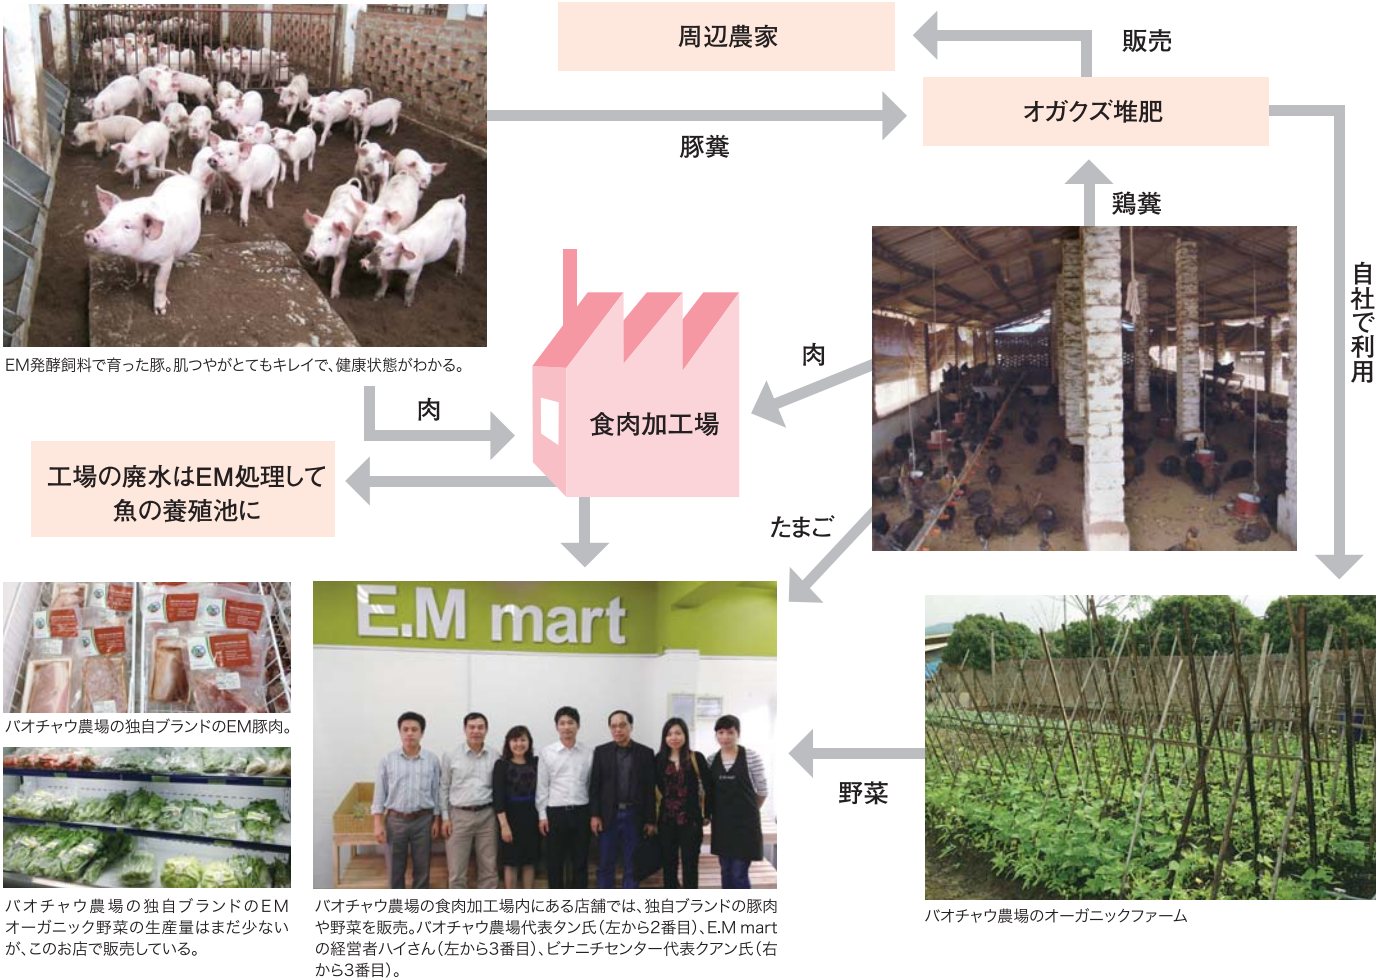 周辺農家
販売
オガクズ堆肥
豚糞
鶏糞
自社で利用
EM発酵飼料で育った豚。肌つやがとてもキレイで、健康状態がわかる。
肉
肉
食肉加工場
工場の廃水はEM処理して
魚の養殖池に
たまご
E.M mart
バオチャウ農場の独自ブランドのEM豚肉。
野菜
バオチャウ農場の独自ブランドのEM
オーガニック野菜の生産量はまだ少ない
が、このお店で販売している。
バオチャウ農場の食肉加工場内にある店舗では、独自ブランドの豚肉
や野菜を販売。バオチャウ農場代表タン氏(左から2番目)、E.M mart
の経営者ハイさん(左から3番目)、ビナニチセンター代表クアン氏(右
から3番目)。
バオチャウ農場のオーガニックファーム